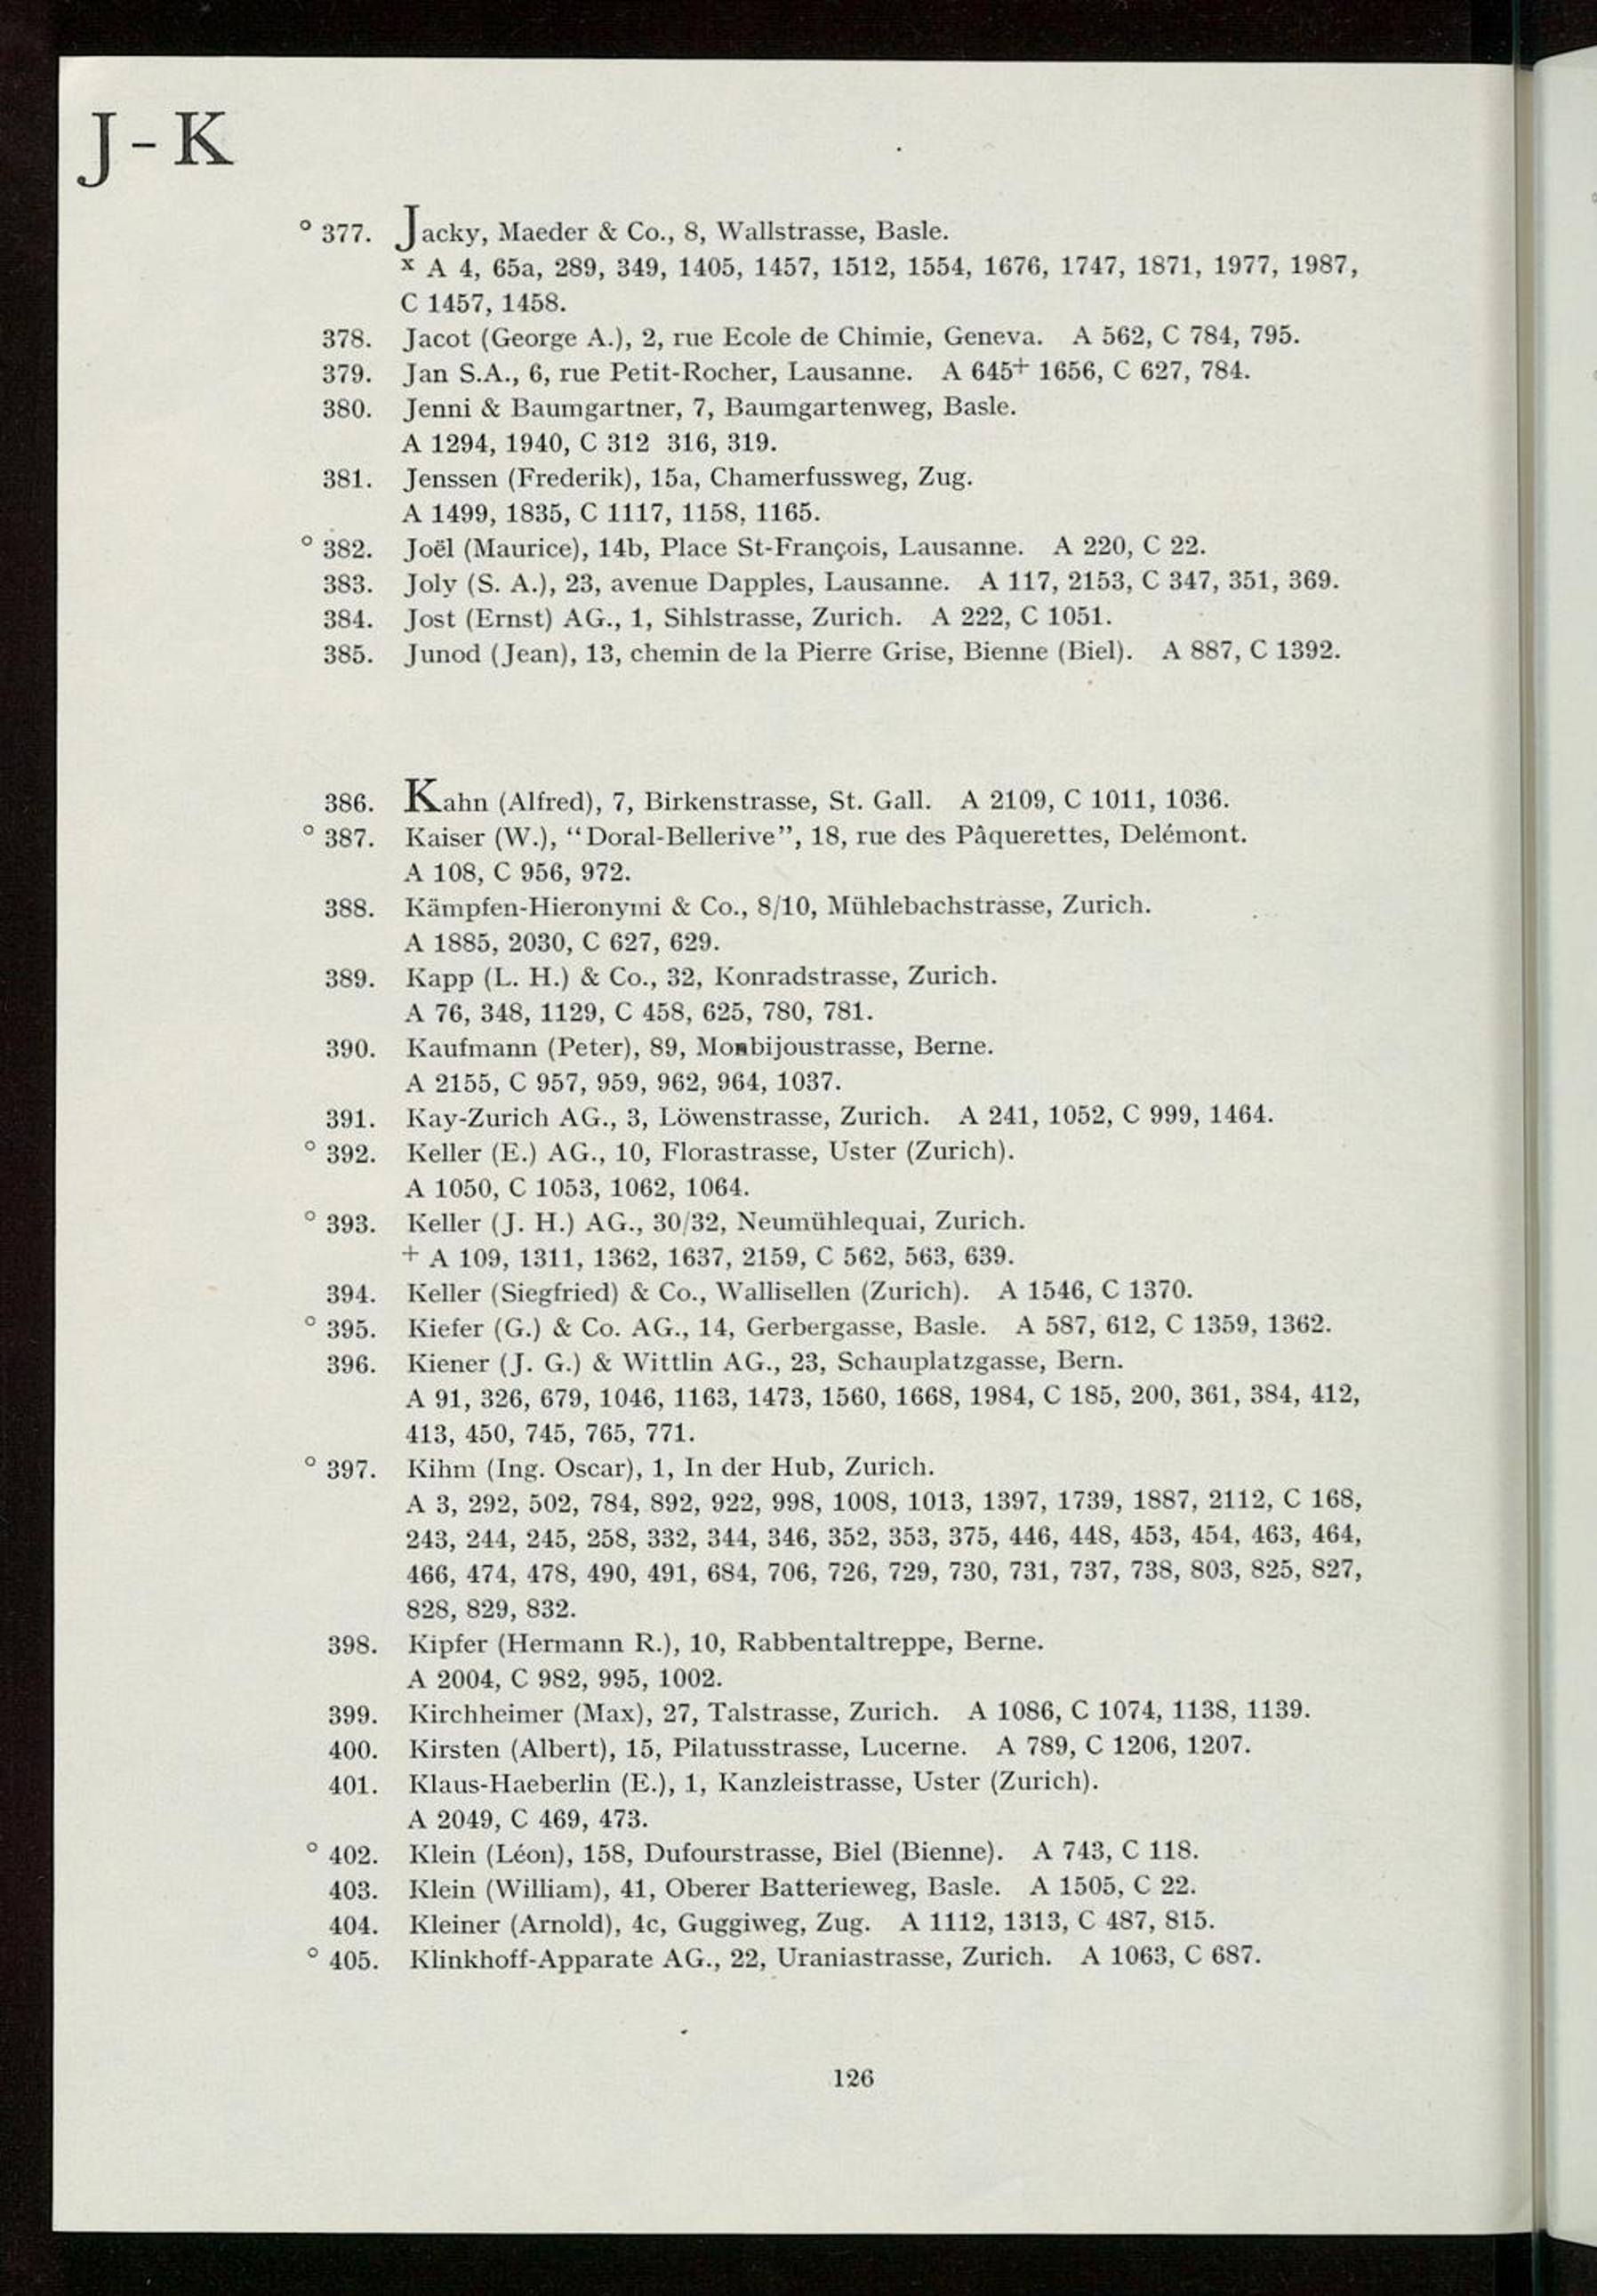 J-K
° 377. Jacky, Maeder & Co., 8, Wallstrasse, Basle.
x A 4, 65a, 289, 349, 1405, 1457, 1512, 1554, 1676, 1747, 1871, 1977, 1987,
C 1457, 1458.
378. Jacot (George A.), 2, rue Ecole de Chimie, Geneva. A 562, C 784, 795.
379. Jan S.A., 6, rue Petit-Rocher, Lausanne. A 645+ 1656, C 627, 784.
380. Jenni & Baumgartner, 7, Baumgartenweg, Basle.
A 1294, 1940, C 312 316, 319.
381. Jenssen (Frederik), 15a, Chamerfussweg, Zug.
A 1499, 1835, C 1117, 1158, 1165.
° 382. Joël (Maurice), 14b, Place St-François, Lausanne. A 220, C 22.
383. Joly (S. A.), 23, avenue Dapples, Lausanne. A 117, 2153, C 347, 351, 369.
384. Jost (Ernst) AG., 1, Sihlstrasse, Zurich. A 222, C 1051.
385. Junod (Jean), 13, chemin de la Pierre Grise, Bienne (Biel). A 887, C 1392.
386. Kahn (Alfred), 7, Birkenstrasse, St. Gall. A 2109, C 1011, 1036.
° 387. Kaiser (W.), “Doral-Bellerive”, 18, rue des Pâquerettes, Delémont.
A 108, C 956, 972.
388. Kämpfen-Hieronymi & Co., 8/10, Mühlebachstrasse, Zurich.
A 1885, 2030, C 627, 629.
389. Kapp (L. H.) & Co., 32, Konradstrasse, Zurich.
A 76, 348, 1129, C 458, 625, 780, 781.
390. Kaufmann (Peter), 89, Monbijoustrasse, Berne.
A 2155, C 957, 959, 962, 964, 1037.
391. Kay-Zurich AG., 3, Löwenstrasse, Zurich. A 241, 1052, C 999, 1464.
° 392. Keller (E.) AG., 10, Florastrasse, Uster (Zurich).
A 1050, C 1053, 1062, 1064.
° 393. Keller (J. H.) AG., 30/32, Neumühlequai, Zurich.
+ A 109, 1311, 1362, 1637, 2159, C 562, 563, 639.
394. Keller (Siegfried) & Co., Wallisellen (Zurich). A 1546, C 1370.
° 395. Kiefer (G.) & Co. AG., 14, Gerbergasse, Basle. A 587, 612, C 1359, 1362.
396. Kiener (J. G.) & Wittlin AG., 23, Schauplatzgasse, Bern.
A 91, 326, 679, 1046, 1163, 1473, 1560, 1668, 1984, C 185, 200, 361, 384, 412,
413, 450, 745, 765, 771.
° 397. Kihm (Ing. Oscar), 1, In der Hub, Zurich.
A 3, 292, 502, 784, 892, 922, 998, 1008, 1013, 1397, 1739, 1887, 2112, C 168,
243, 244, 245, 258, 332, 344, 346, 352, 353, 375, 446, 448, 453, 454, 463, 464,
466, 474, 478, 490, 491, 684, 706, 726, 729, 730, 731, 737, 738, 803, 825, 827,
828, 829, 832.
398. Kipfer (Hermann R.), 10, Rabbentaltreppe, Berne.
A 2004, C 982, 995, 1002.
399. Kirchheimer (Max), 27, Talstrasse, Zurich. A 1086, C 1074, 1138, 1139.
400. Kirsten (Albert), 15, Pilatusstrasse, Lucerne. A 789, C 1206, 1207.
401. Klaus-Haeberlin (E.), 1, Kanzleistrasse, Uster (Zurich).
A 2049, C 469, 473.
° 402. Klein (Léon), 158, Dufourstrasse, Biel (Bienne). A 743, C 118.
403. Klein (William), 41, Oberer Batterieweg, Basle. A 1505, C 22.
404. Kleiner (Arnold), 4c, Guggiweg, Zug. A 1112, 1313, C 487, 815.
° 405. Klinkhoff-Apparate AG., 22, Uraniastrasse, Zurich. A 1063, C 687.
126